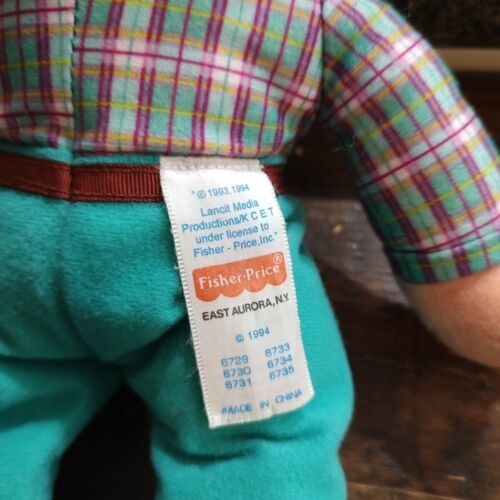 * © 1993,1994
Lancit Media
Productions/K C E T
under license to
Fisher - Price,Inc.*
Fisher-Price®
EAST AURORA,N.Y.
© 1994
6729 6733
6730 6734
6731 6735
MADE IN CHINA